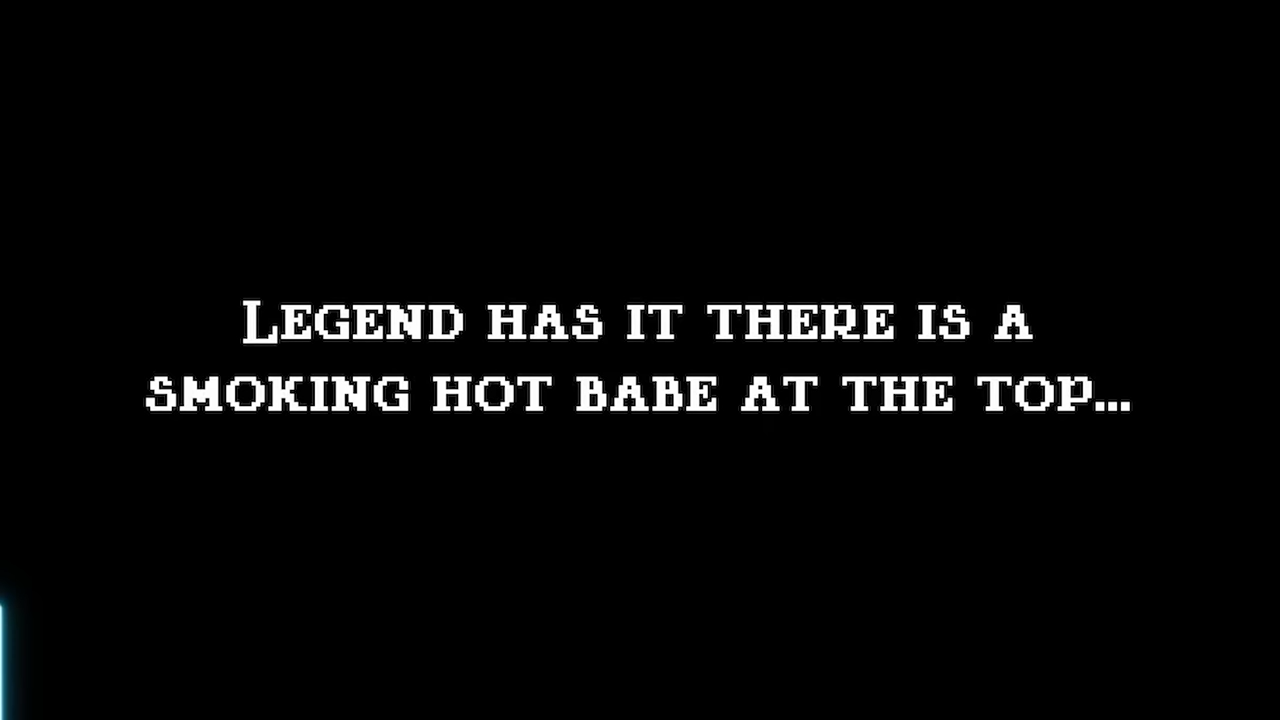 Legend has it there is a
smoking hot babe at the top...